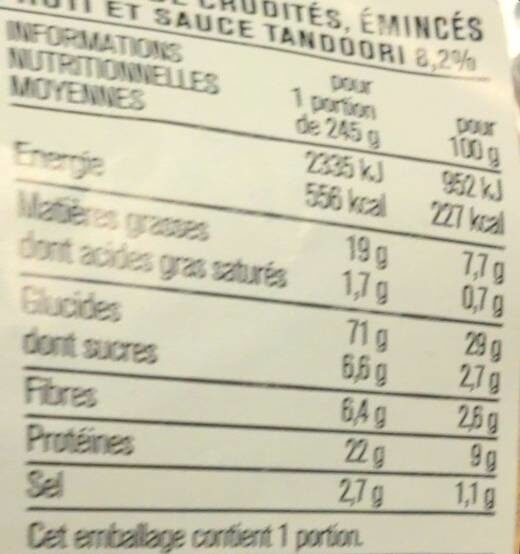 CRUDITÉS, ÉMINCÉS
ET SAUCE TANDOORI 8,2%
INFORMATIONS
NUTRITIONNELLES
MOYENNES
pour
1 portion
de 245 g
pour
100 g
Energie 2335 kJ 952 kJ
556 kcal 227 kcal
Matières grasses 19 g 7,7 g
dont acides gras saturés 1,7 g 0,7 g
Glucides 71 g 29 g
dont sucres 6,6 g 2,7 g
Fibres 6,4 g 2,6 g
Protéines 22 g 9 g
Sel 2,7 g 1,1 g
Cet emballage contient 1 portion.